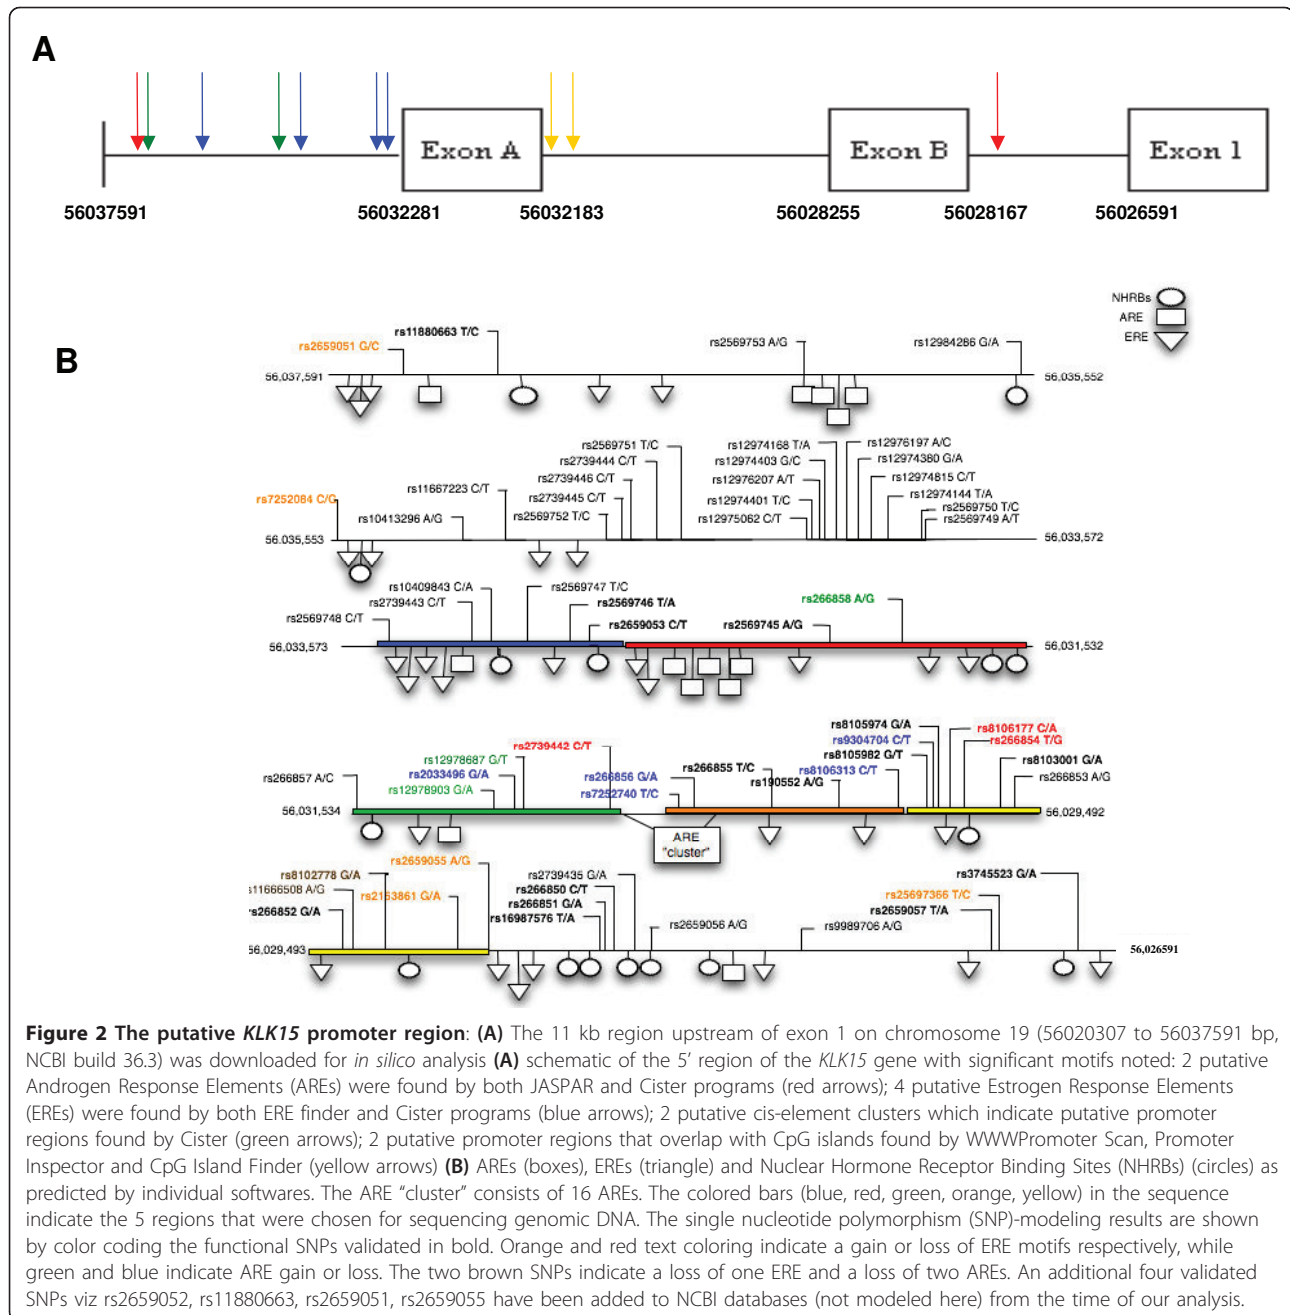 A
Exon A
Exon B
Exon 1
56037591
56032281
56032183
56028255
56028167
56026591
B
NHRBs
ARE
ERE
rs2659051 G/C
rs11880663 T/C
rs2569753 A/G
rs12984286 G/A
56,037,591
56,035,552
rs7252084 C/G
rs10413296 A/G
rs11667223 C/T
rs2569751 T/C
rs2739444 C/T
rs2739446 C/T
rs2739445 C/T
rs2569752 T/C
rs12974168 T/A
rs12974403 G/C
rs12976207 A/T
rs12974401 T/C
rs12975062 C/T
rs12976197 A/C
rs12974380 G/A
rs12974815 C/T
rs12974144 T/A
rs2569750 T/C
rs2569749 A/T
56,035,553
56,033,572
rs10409843 C/A
rs2739443 C/T
rs2569748 C/T
rs2569747 T/C
rs2569746 T/A
rs2659053 C/T
rs2569745 A/G
rs266858 A/G
56,033,573
56,031,532
rs266857 A/C
rs12978687 G/T
rs2033496 G/A
rs12978903 G/A
rs2739442 C/T
rs266856 G/A
rs7252740 T/C
rs266855 T/C
rs190552 A/G
rs8105974 G/A
rs9304704 C/T
rs8105982 G/T
rs8106313 C/T
rs8106177 C/A
rs266854 T/G
rs8103001 G/A
rs266853 A/G
56,031,534
56,029,492
ARE
"cluster"
rs8102778 G/A
rs11666508 A/G
rs266852 G/A
rs2659055 A/G
rs2163861 G/A
rs2739435 G/A
rs266850 C/T
rs266851 G/A
rs16987576 T/A
rs2659056 A/G
rs9989706 A/G
rs3745523 G/A
rs25697366 T/C
rs2659057 T/A
56,029,493
56,026591
Figure 2 The putative KLK15 promoter region: (A) The 11 kb region upstream of exon 1 on chromosome 19 (56020307 to 56037591 bp,
NCBI build 36.3) was downloaded for in silico analysis (A) schematic of the 5' region of the KLK15 gene with significant motifs noted: 2 putative
Androgen Response Elements (AREs) were found by both JASPAR and Cister programs (red arrows); 4 putative Estrogen Response Elements
(EREs) were found by both ERE finder and Cister programs (blue arrows); 2 putative cis-element clusters which indicate putative promoter
regions found by Cister (green arrows); 2 putative promoter regions that overlap with CpG islands found by WWWPromoter Scan, Promoter
Inspector and CpG Island Finder (yellow arrows) (B) AREs (boxes), EREs (triangle) and Nuclear Hormone Receptor Binding Sites (NHRBs) (circles) as
predicted by individual softwares. The ARE "cluster" consists of 16 AREs. The colored bars (blue, red, green, orange, yellow) in the sequence
indicate the 5 regions that were chosen for sequencing genomic DNA. The single nucleotide polymorphism (SNP)-modeling results are shown
by color coding the functional SNPs validated in bold. Orange and red text coloring indicate a gain or loss of ERE motifs respectively, while
green and blue indicate ARE gain or loss. The two brown SNPs indicate a loss of one ERE and a loss of two AREs. An additional four validated
SNPs viz rs2659052, rs11880663, rs2659051, rs2659055 have been added to NCBI databases (not modeled here) from the time of our analysis.